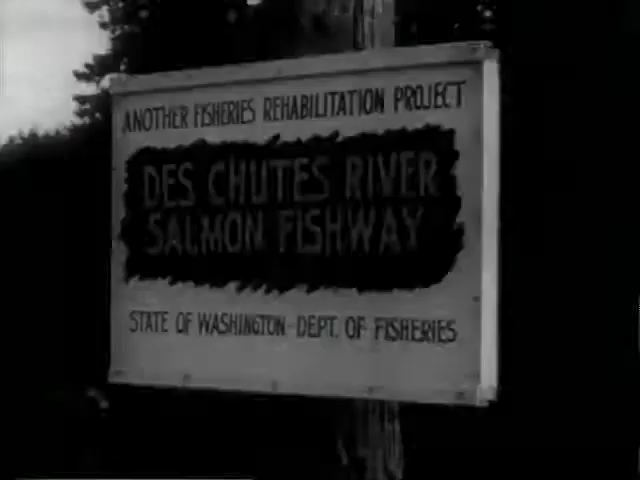 ANOTHER FISHERIES REHABILITATION PROJECT
DES CHUTES RIVER
SALMON FISHWAY
STATE OF WASHINGTON-DEPT. OF FISHERIES